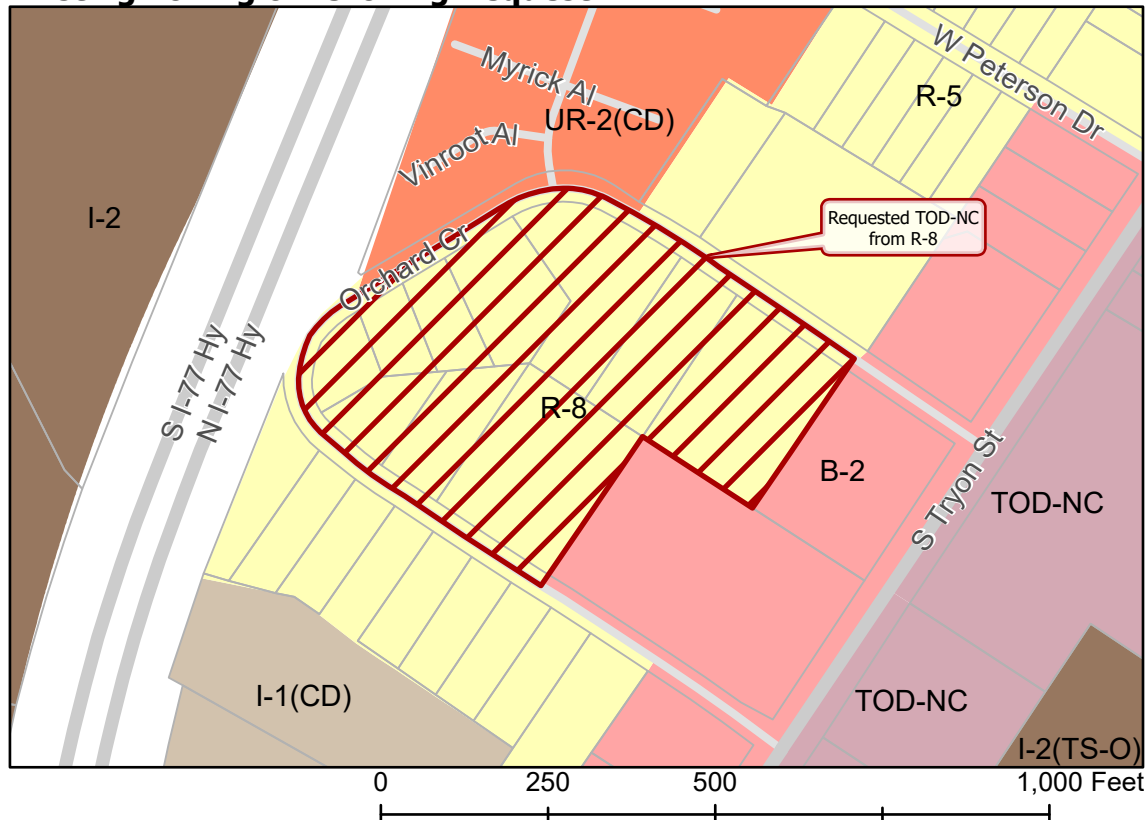 Myrick Al
UR-2(CD)
Vinroot Al
W Peterson Dr
R-5
I-2
Requested TOD-NC
from R-8
Orchard Cr
S I-77 Hy
N I-77 Hy
R-8
B-2
S Tryon St
TOD-NC
I-1(CD)
TOD-NC
I-2(TS-O)
0 250 500 1,000 Feet